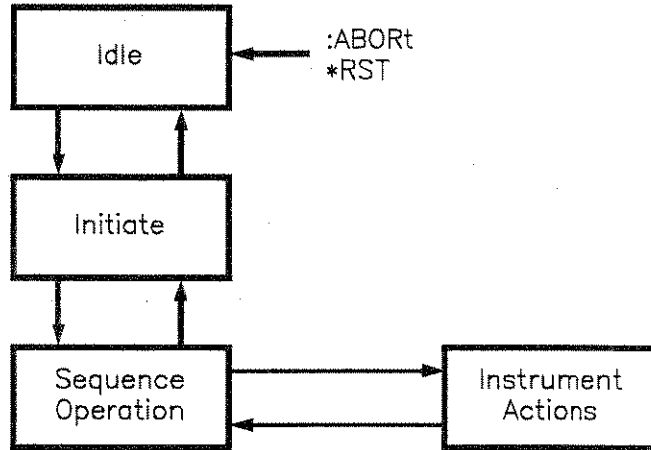 Idle
:ABORt
*RST
Initiate
Sequence
Operation
Instrument
Actions